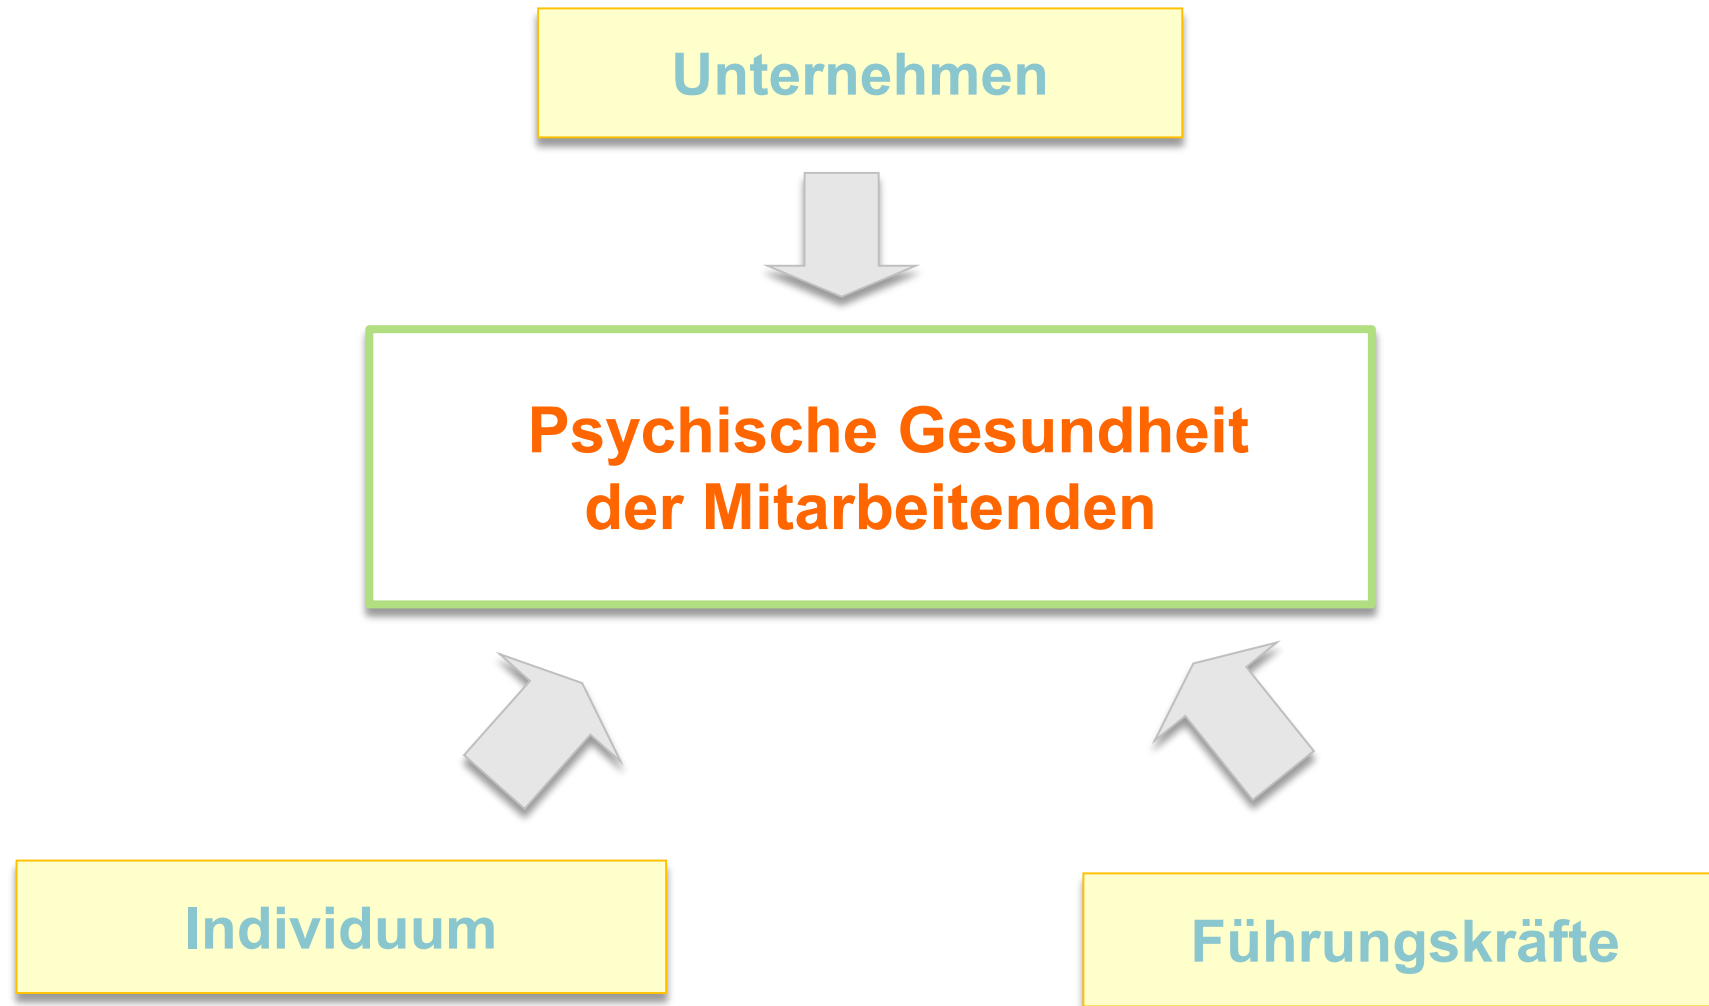 Unternehmen
Psychische Gesundheit
der Mitarbeitenden
Individuum
Führungskräfte